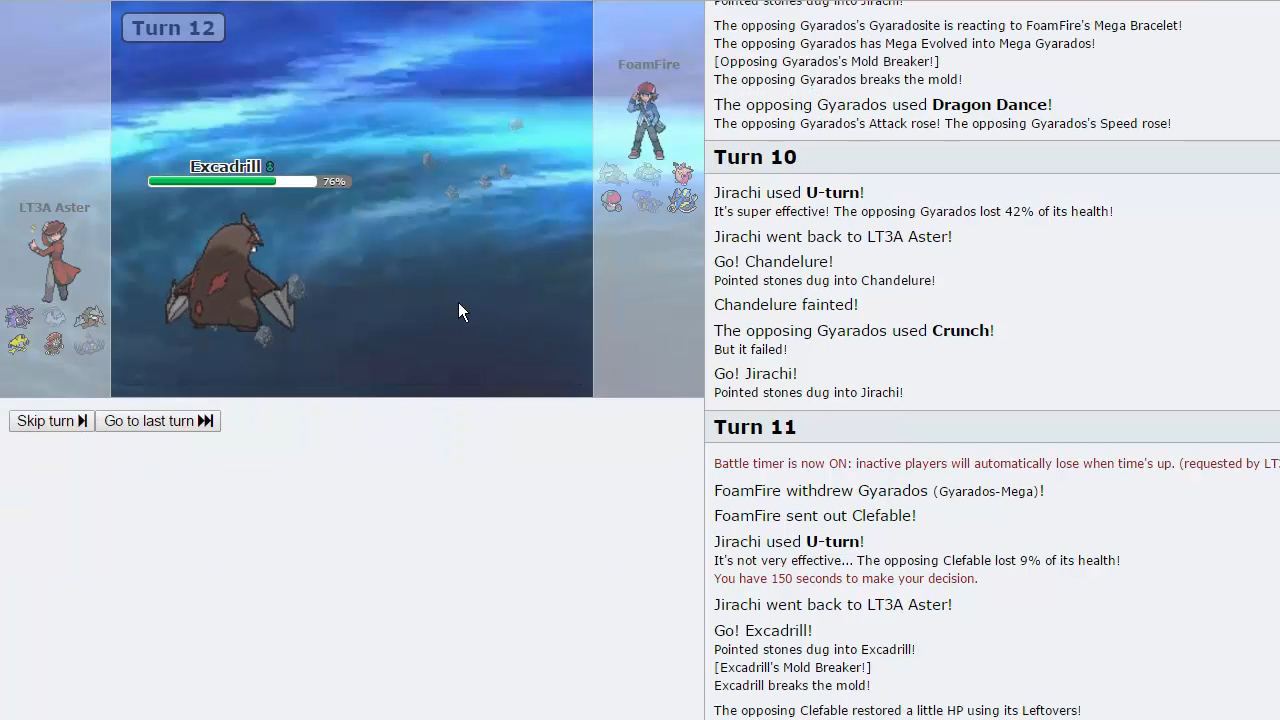 Turn 12
FoamFire
Excadrill
76%
LT3A Aster
Skip turn
Go to last turn
Pointed stones dug into Jirachi!
The opposing Gyarados's Gyaradosite is reacting to FoamFire's Mega Bracelet!
The opposing Gyarados has Mega Evolved into Mega Gyarados!
[Opposing Gyarados's Mold Breaker!]
The opposing Gyarados breaks the mold!
The opposing Gyarados used Dragon Dance!
The opposing Gyarados's Attack rose! The opposing Gyarados's Speed rose!
Turn 10
Jirachi used U-turn!
It's super effective! The opposing Gyarados lost 42% of its health!
Jirachi went back to LT3A Aster!
Go! Chandelure!
Pointed stones dug into Chandelure!
Chandelure fainted!
The opposing Gyarados used Crunch!
But it failed!
Go! Jirachi!
Pointed stones dug into Jirachi!
Turn 11
Battle timer is now ON: inactive players will automatically lose when time's up. (requested by LT3
FoamFire withdrew Gyarados (Gyarados-Mega)!
FoamFire sent out Clefable!
Jirachi used U-turn!
It's not very effective... The opposing Clefable lost 9% of its health!
You have 150 seconds to make your decision.
Jirachi went back to LT3A Aster!
Go! Excadrill!
Pointed stones dug into Excadrill!
[Excadrill's Mold Breaker!]
Excadrill breaks the mold!
The opposing Clefable restored a little HP using its Leftovers!